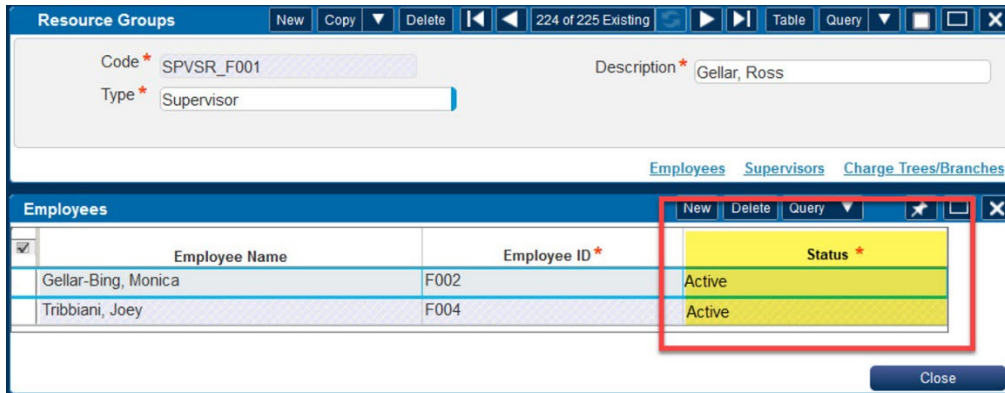 Resource Groups New Copy Delete 224 of 225 Existing Table Query
Code * SPVSR_F001 Description * Gellar, Ross
Type * Supervisor
Employees Supervisors Charge Trees/Branches
Employees New Delete Query
Employee Name Employee ID * Status *
Gellar-Bing, Monica F002 Active
Tribbiani, Joey F004 Active
Close